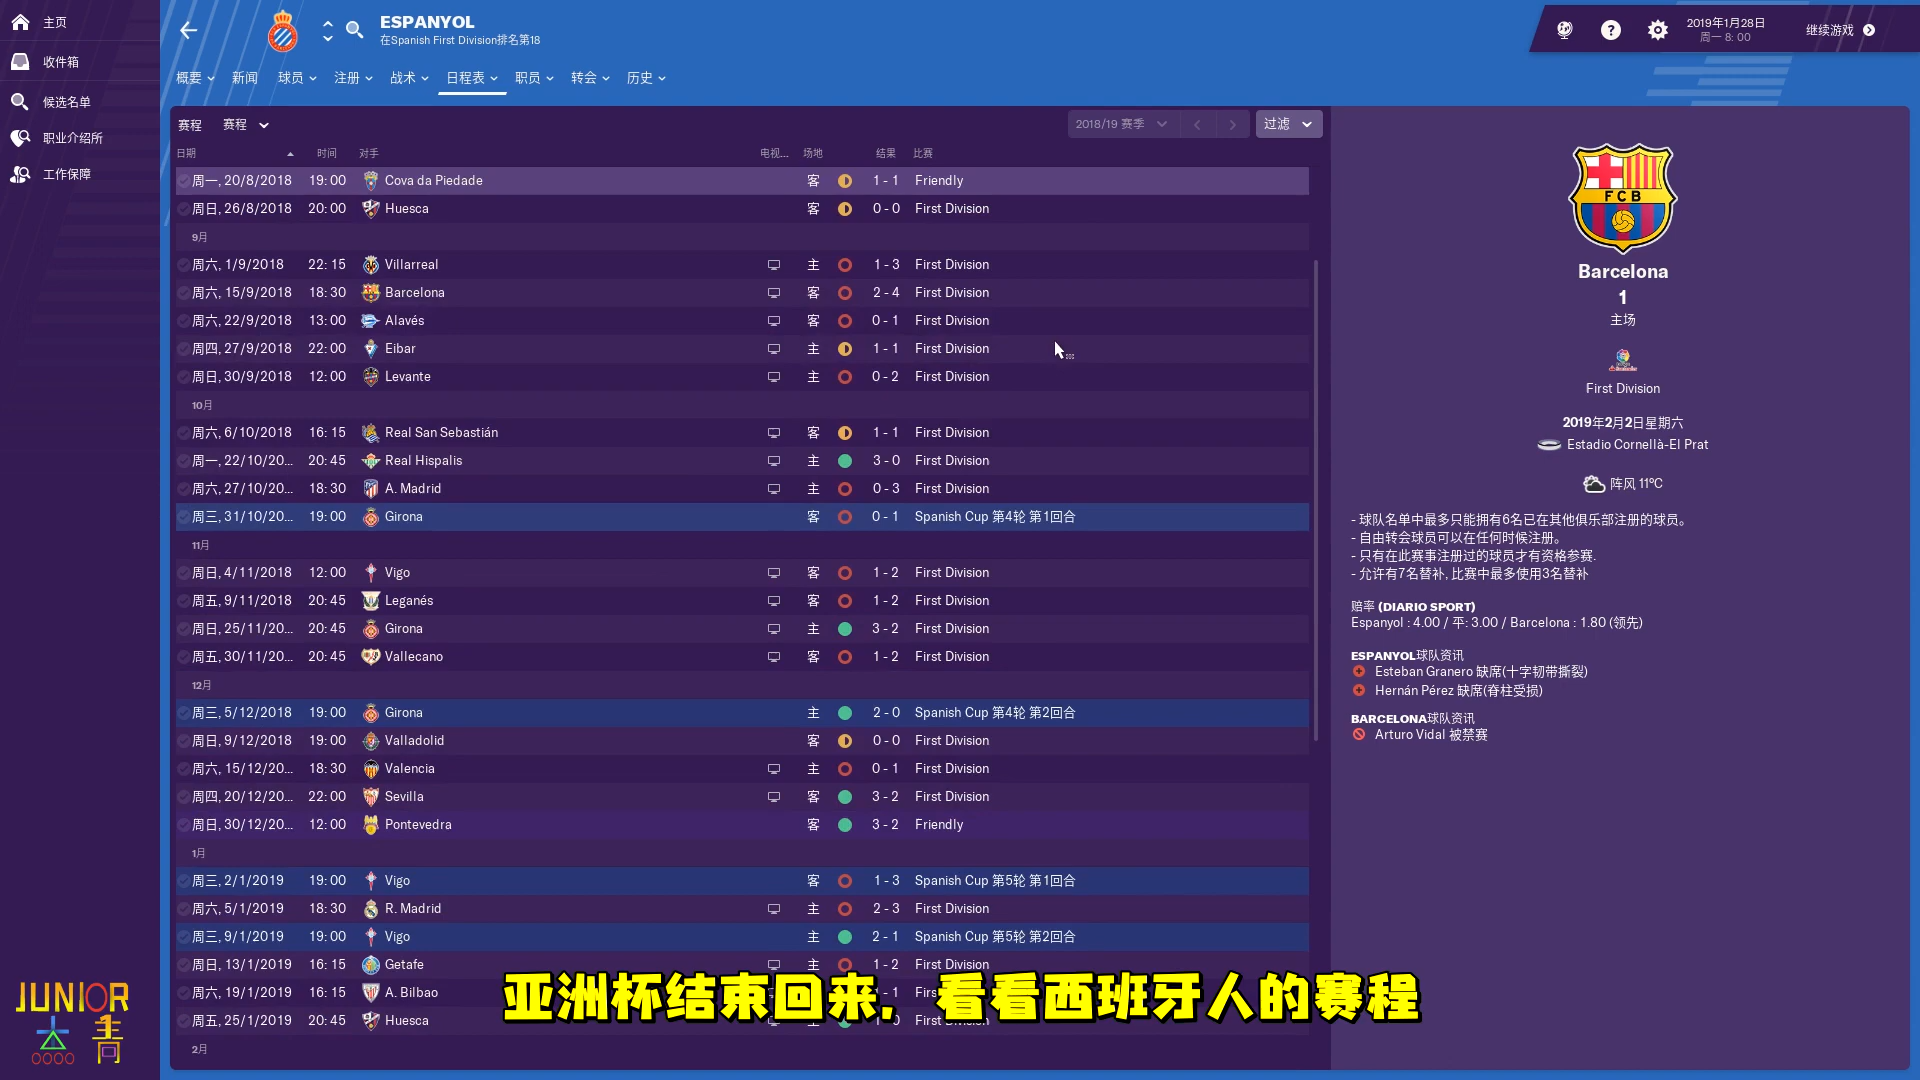 主页
收件箱
候选名单
职业介绍所
工作保障
ESPANYOL
在Spanish First Division排名第18
2019年1月28日
周一 8: 00
继续游戏
概要 新闻 球员 注册 战术 日程表 职员 转会 历史
赛程 赛程 2018/19 赛季 过滤
日期 时间 对手 电视... 场地 结果 比赛
周一, 20/8/2018 19: 00 Cova da Piedade 客 1 - 1 Friendly
周日, 26/8/2018 20: 00 Huesca 客 0 - 0 First Division
9月
周六, 1/9/2018 22: 15 Villarreal 主 1 - 3 First Division
周六, 15/9/2018 18: 30 Barcelona 客 2 - 4 First Division
周六, 22/9/2018 13: 00 Alavés 客 0 - 1 First Division
周四, 27/9/2018 22: 00 Eibar 主 1 - 1 First Division
周日, 30/9/2018 12: 00 Levante 主 0 - 2 First Division
10月
周六, 6/10/2018 16: 15 Real San Sebastián 客 1 - 1 First Division
周一, 22/10/20... 20: 45 Real Hispalis 主 3 - 0 First Division
周六, 27/10/20... 18: 30 A. Madrid 主 0 - 3 First Division
周三, 31/10/20... 19: 00 Girona 客 0 - 1 Spanish Cup 第4轮 第1回合
11月
周日, 4/11/2018 12: 00 Vigo 客 1 - 2 First Division
周五, 9/11/2018 20: 45 Leganés 客 1 - 2 First Division
周日, 25/11/20... 20: 45 Girona 主 3 - 2 First Division
周五, 30/11/20... 20: 45 Vallecano 客 1 - 2 First Division
12月
周三, 5/12/2018 19: 00 Girona 主 2 - 0 Spanish Cup 第4轮 第2回合
周日, 9/12/2018 19: 00 Valladolid 客 0 - 0 First Division
周六, 15/12/20... 18: 30 Valencia 主 0 - 1 First Division
周四, 20/12/20... 22: 00 Sevilla 客 3 - 2 First Division
周日, 30/12/20... 12: 00 Pontevedra 客 3 - 2 Friendly
1月
周三, 2/1/2019 19: 00 Vigo 客 1 - 3 Spanish Cup 第5轮 第1回合
周六, 5/1/2019 18: 30 R. Madrid 主 2 - 3 First Division
周三, 9/1/2019 19: 00 Vigo 主 2 - 1 Spanish Cup 第5轮 第2回合
周日, 13/1/2019 16: 15 Getafe 主 1 - 2 First Division
周六, 19/1/2019 16: 15 A. Bilbao First Division
周五, 25/1/2019 20: 45 Huesca First Division
2月
亚洲杯结束回来, 看看西班牙人的赛程
JUNIOR
FCB
Barcelona
1
主场
First Division
2019年2月2日星期六
Estadio Cornellà-El Prat
阵风 11°C
- 球队名单中最多只能拥有6名已在其他俱乐部注册的球员。
- 自由转会球员可以在任何时候注册。
- 只有在此赛事注册过的球员才有资格参赛.
- 允许有7名替补, 比赛中最多使用3名替补
赔率 (DIARIO SPORT)
Espanyol : 4.00 / 平: 3.00 / Barcelona : 1.80 (领先)
ESPANYOL球队资讯
Esteban Granero 缺席(十字韧带撕裂)
Hernán Pérez 缺席(脊柱受损)
BARCELONA球队资讯
Arturo Vidal 被禁赛